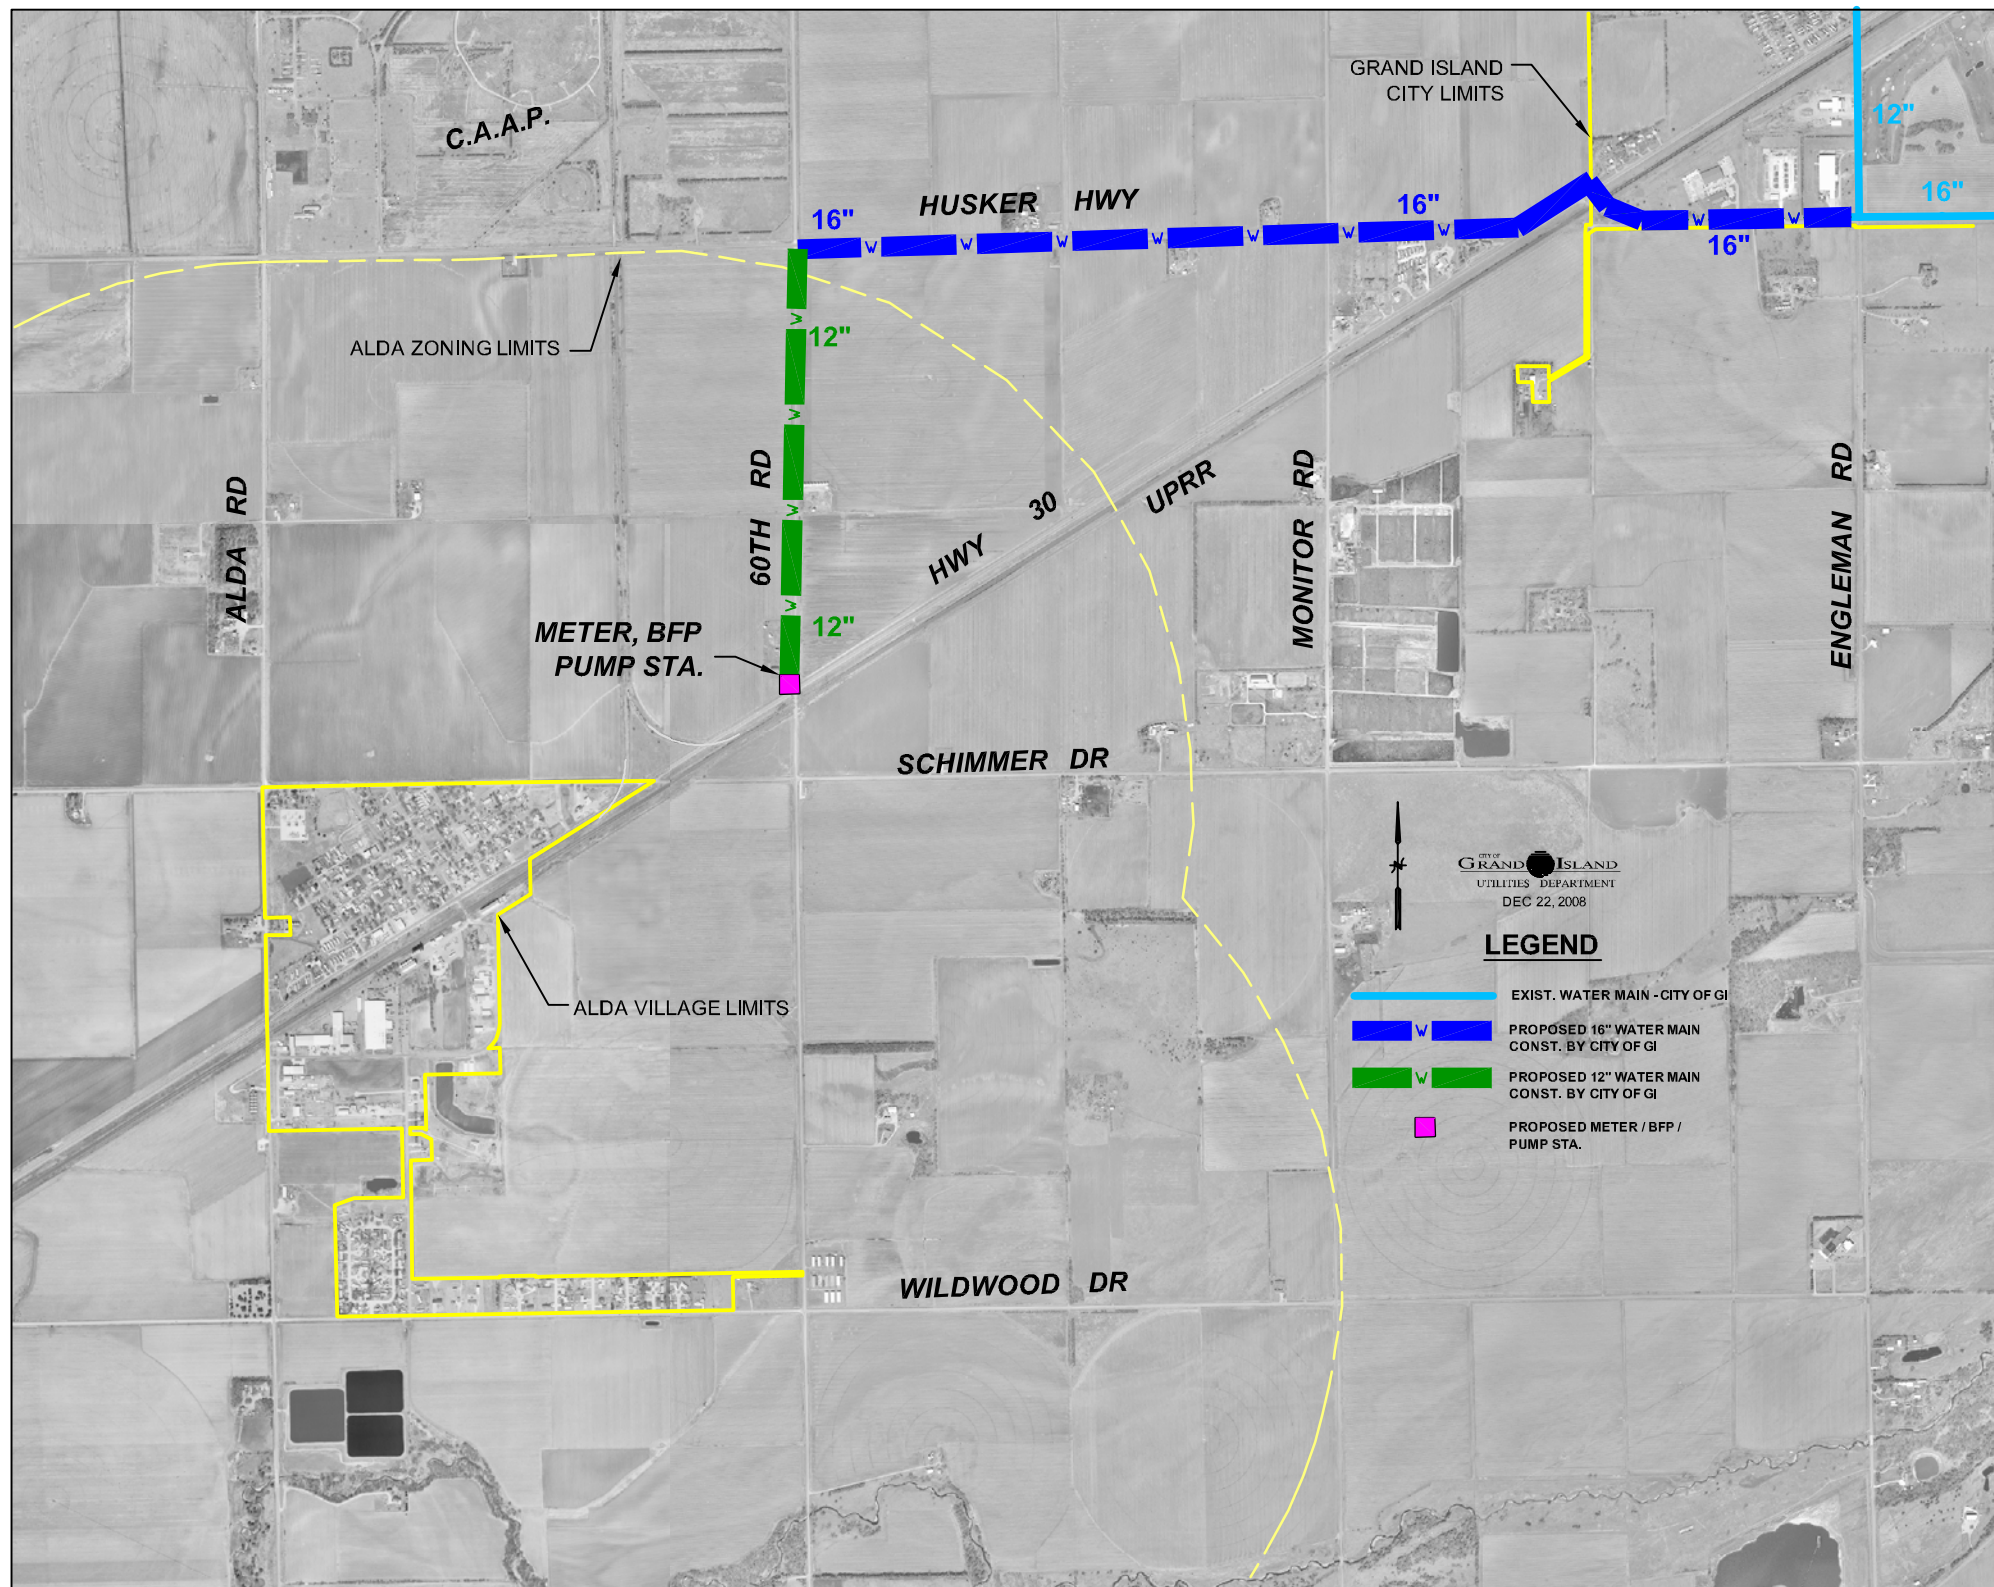 GRAND ISLAND
CITY LIMITS
C.A.A.P.
12"
HUSKER HWY
16"
16"
16"
16"
ALDA ZONING LIMITS
12"
60TH RD
ALDA RD
HWY 30
UPRR
MONITOR RD
ENGLEMAN RD
METER, BFP
PUMP STA.
12"
SCHIMMER DR
CITY OF
GRAND ISLAND
UTILITIES DEPARTMENT
DEC 22, 2008
LEGEND
EXIST. WATER MAIN - CITY OF GI
W
PROPOSED 16" WATER MAIN
CONST. BY CITY OF GI
W
PROPOSED 12" WATER MAIN
CONST. BY CITY OF GI
PROPOSED METER / BFP /
PUMP STA.
ALDA VILLAGE LIMITS
WILDWOOD DR